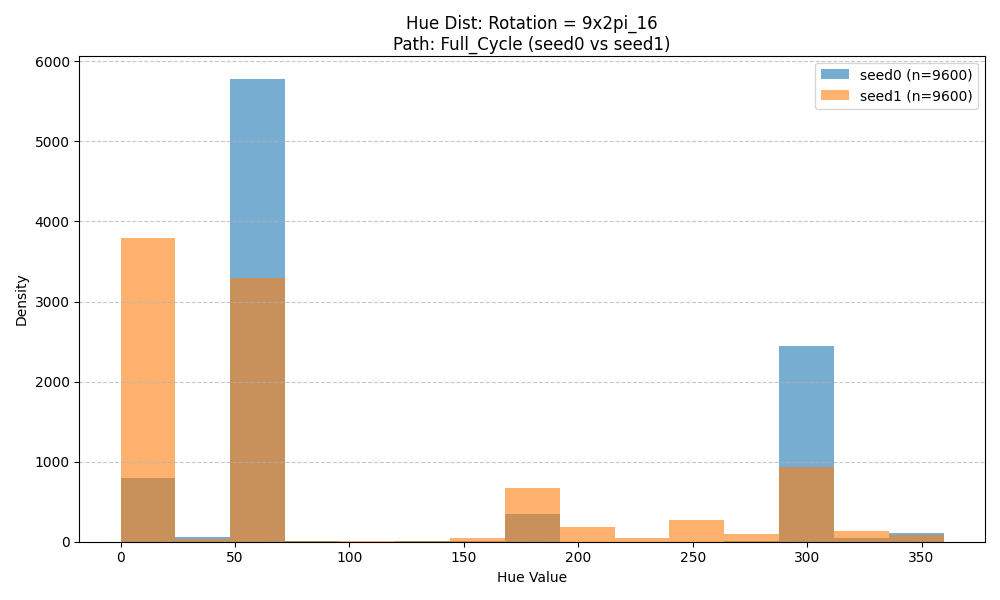 Hue Dist: Rotation = 9x2pi_16
Path: Full_Cycle (seed0 vs seed1)
seed0 (n=9600)
seed1 (n=9600)
Density
6000
5000
4000
3000
2000
1000
0
0 50 100 150 200 250 300 350
Hue Value